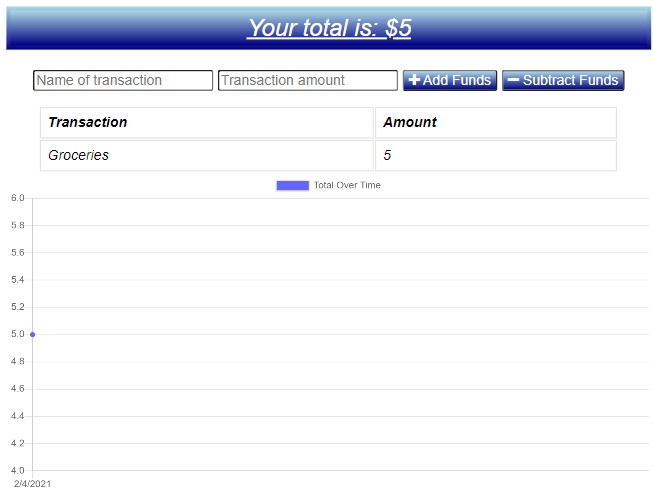 Your total is: $5
Name of transaction Transaction amount + Add Funds − Subtract Funds
Transaction Amount
Groceries 5
Total Over Time
6.0
5.8
5.6
5.4
5.2
5.0
4.8
4.6
4.4
4.2
4.0
2/4/2021